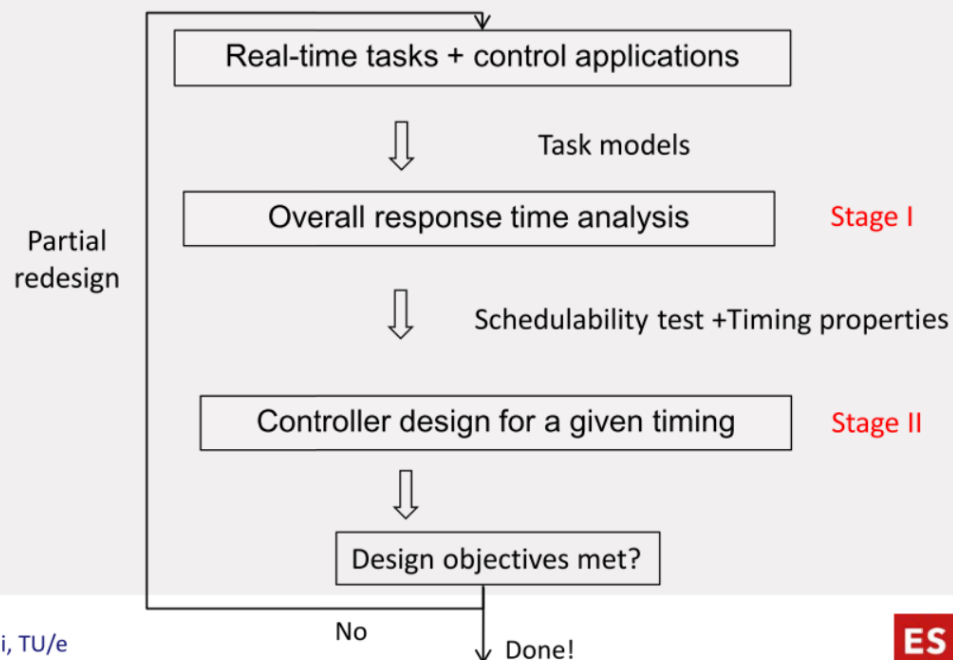 Real-time tasks + control applications
Task models
Overall response time analysis
Stage I
Partial
redesign
Schedulability test +Timing properties
Controller design for a given timing
Stage II
Design objectives met?
No
Done!
i, TU/e
ES